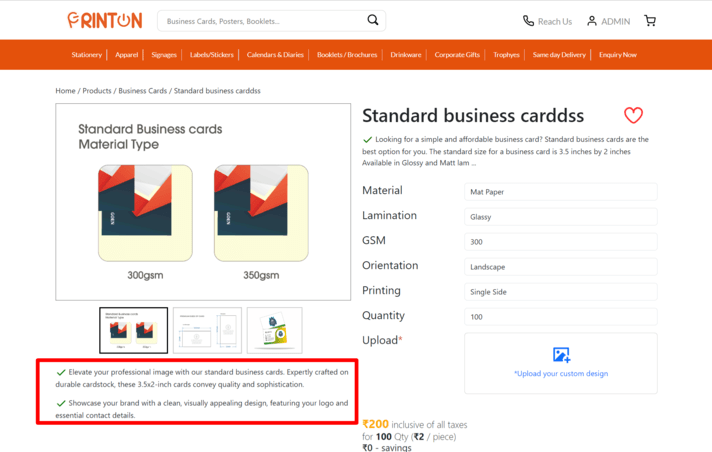 PRINTON
Business Cards, Posters, Booklets...
Reach Us
ADMIN
Stationery
Apparel
Signages
Labels/Stickers
Calendars & Diaries
Booklets / Brochures
Drinkware
Corporate Gifts
Trophyes
Same day Delivery
Enquiry Now
Home / Products / Business Cards / Standard business carddss
Standard Business cards
Material Type
300gsm
350gsm
Elevate your professional image with our standard business cards. Expertly crafted on
durable cardstock, these 3.5x2-inch cards convey quality and sophistication.
Showcase your brand with a clean, visually appealing design, featuring your logo and
essential contact details.
Standard business carddss
Looking for a simple and affordable business card? Standard business cards are the
best option for you. The standard size for a business card is 3.5 inches by 2 inches
Available in Glossy and Matt lam ...
Material
Mat Paper
Lamination
Glassy
GSM
300
Orientation
Landscape
Printing
Single Side
Quantity
100
Upload*
*Upload your custom design
₹200 inclusive of all taxes
for 100 Qty (₹2 / piece)
₹0 - savings